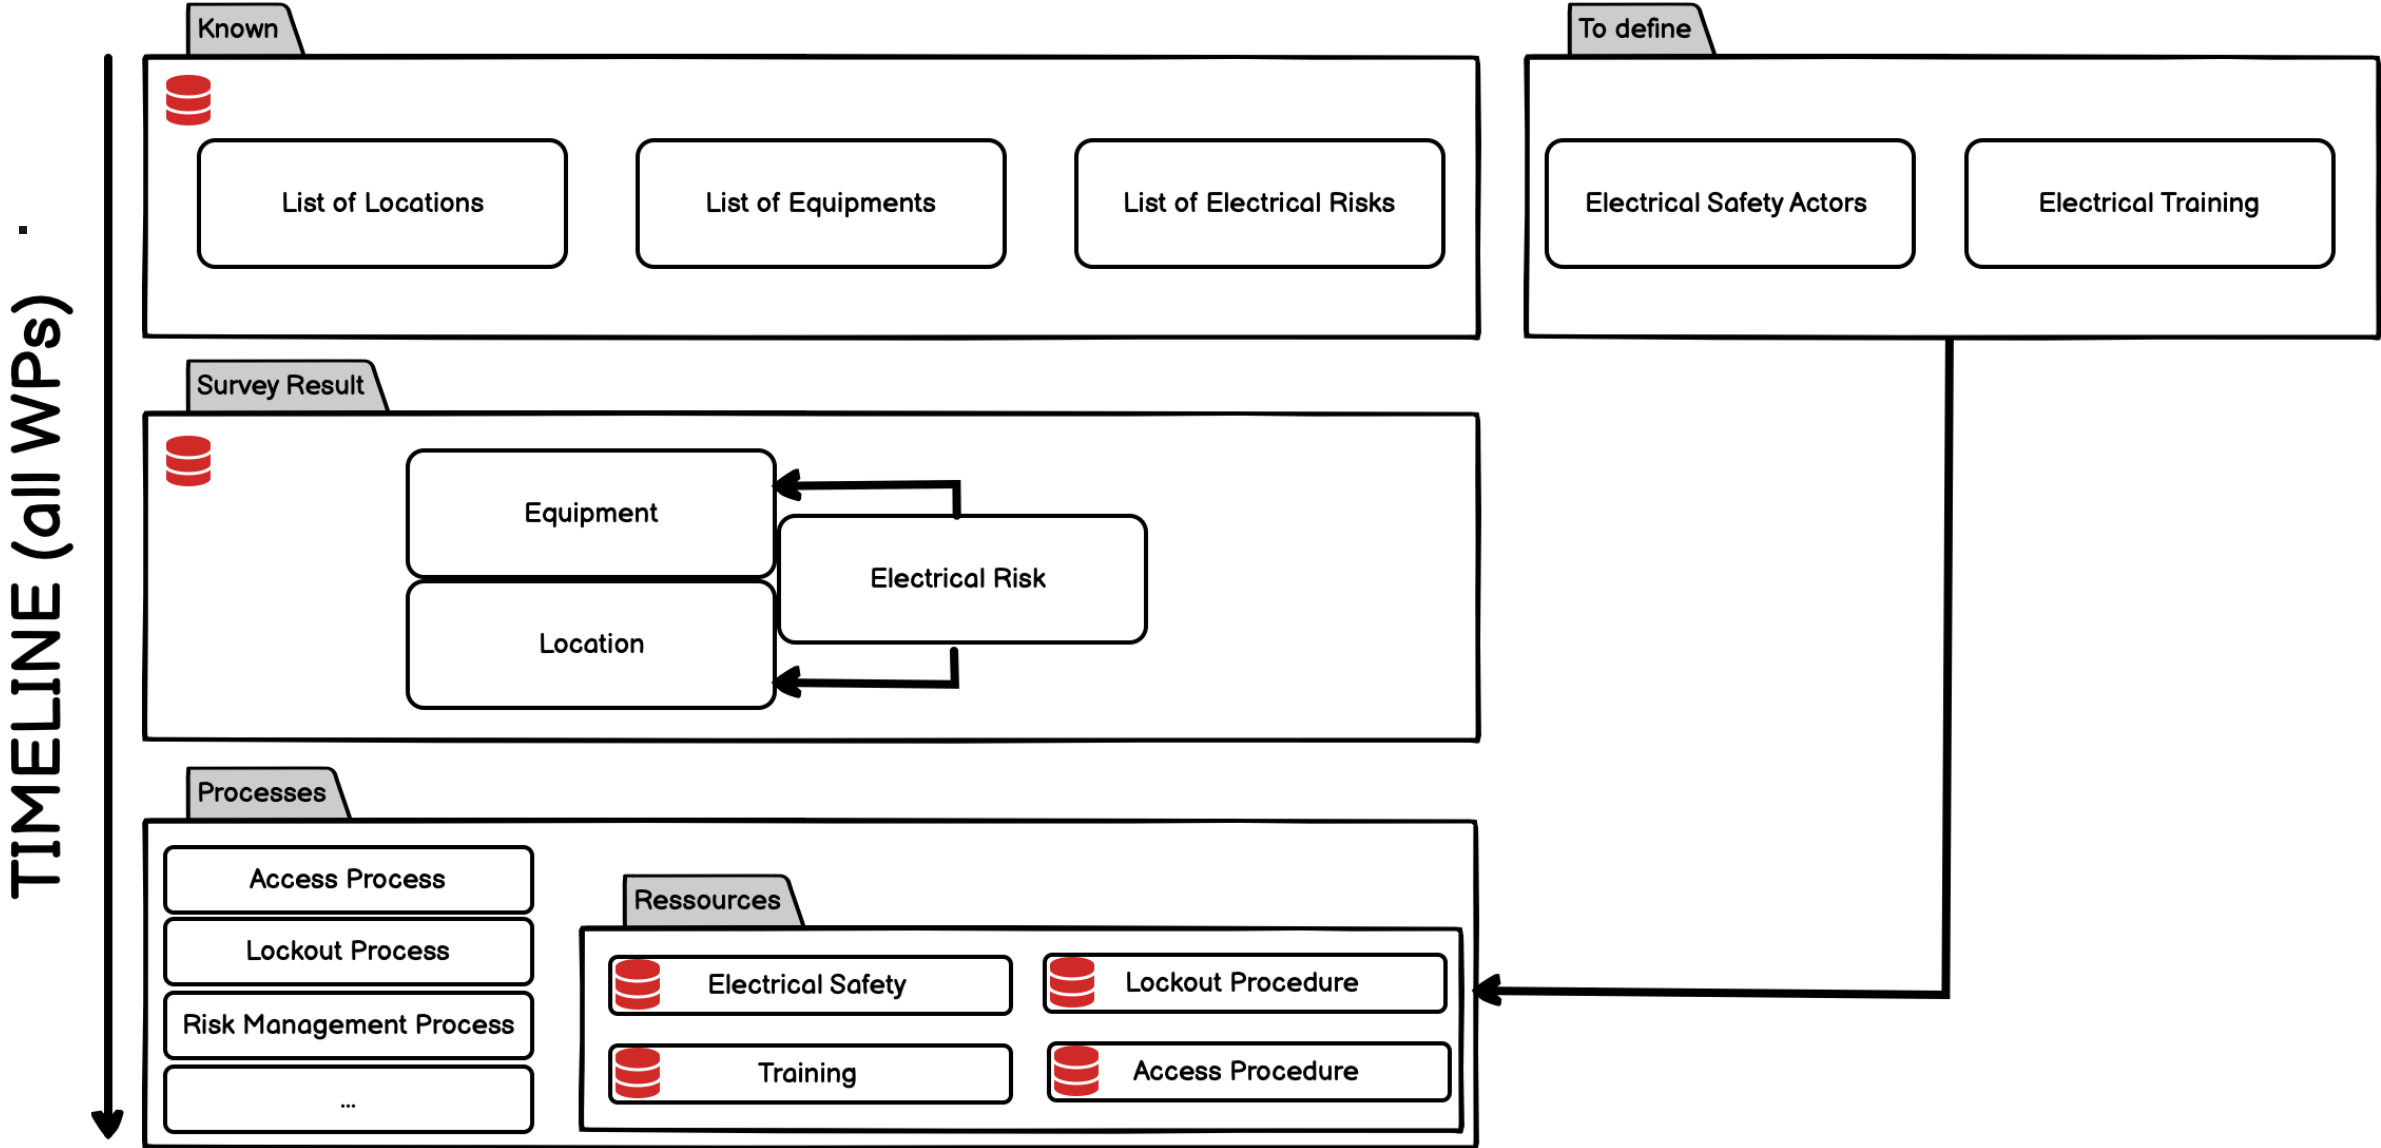 Known
To define
List of Locations
List of Equipments
List of Electrical Risks
Electrical Safety Actors
Electrical Training
TIMELINE (all WPs)
Survey Result
Equipment
Electrical Risk
Location
Processes
Access Process
Lockout Process
Risk Management Process
...
Ressources
Electrical Safety
Lockout Procedure
Training
Access Procedure